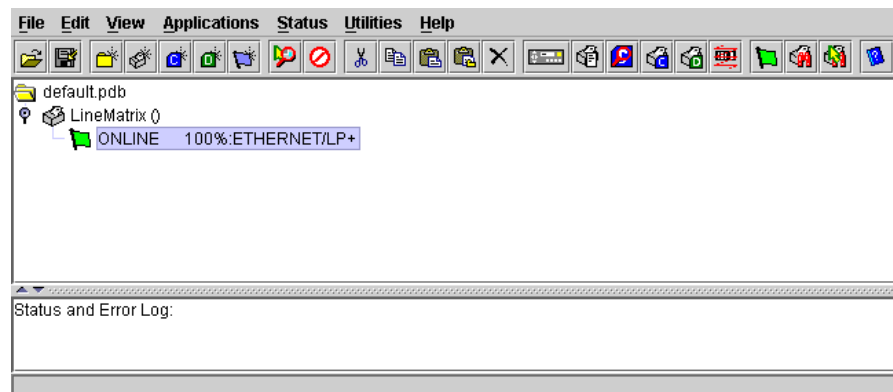 File Edit View Applications Status Utilities Help
default.pdb
LineMatrix ()
ONLINE 100%:ETHERNET/LP+
Status and Error Log: